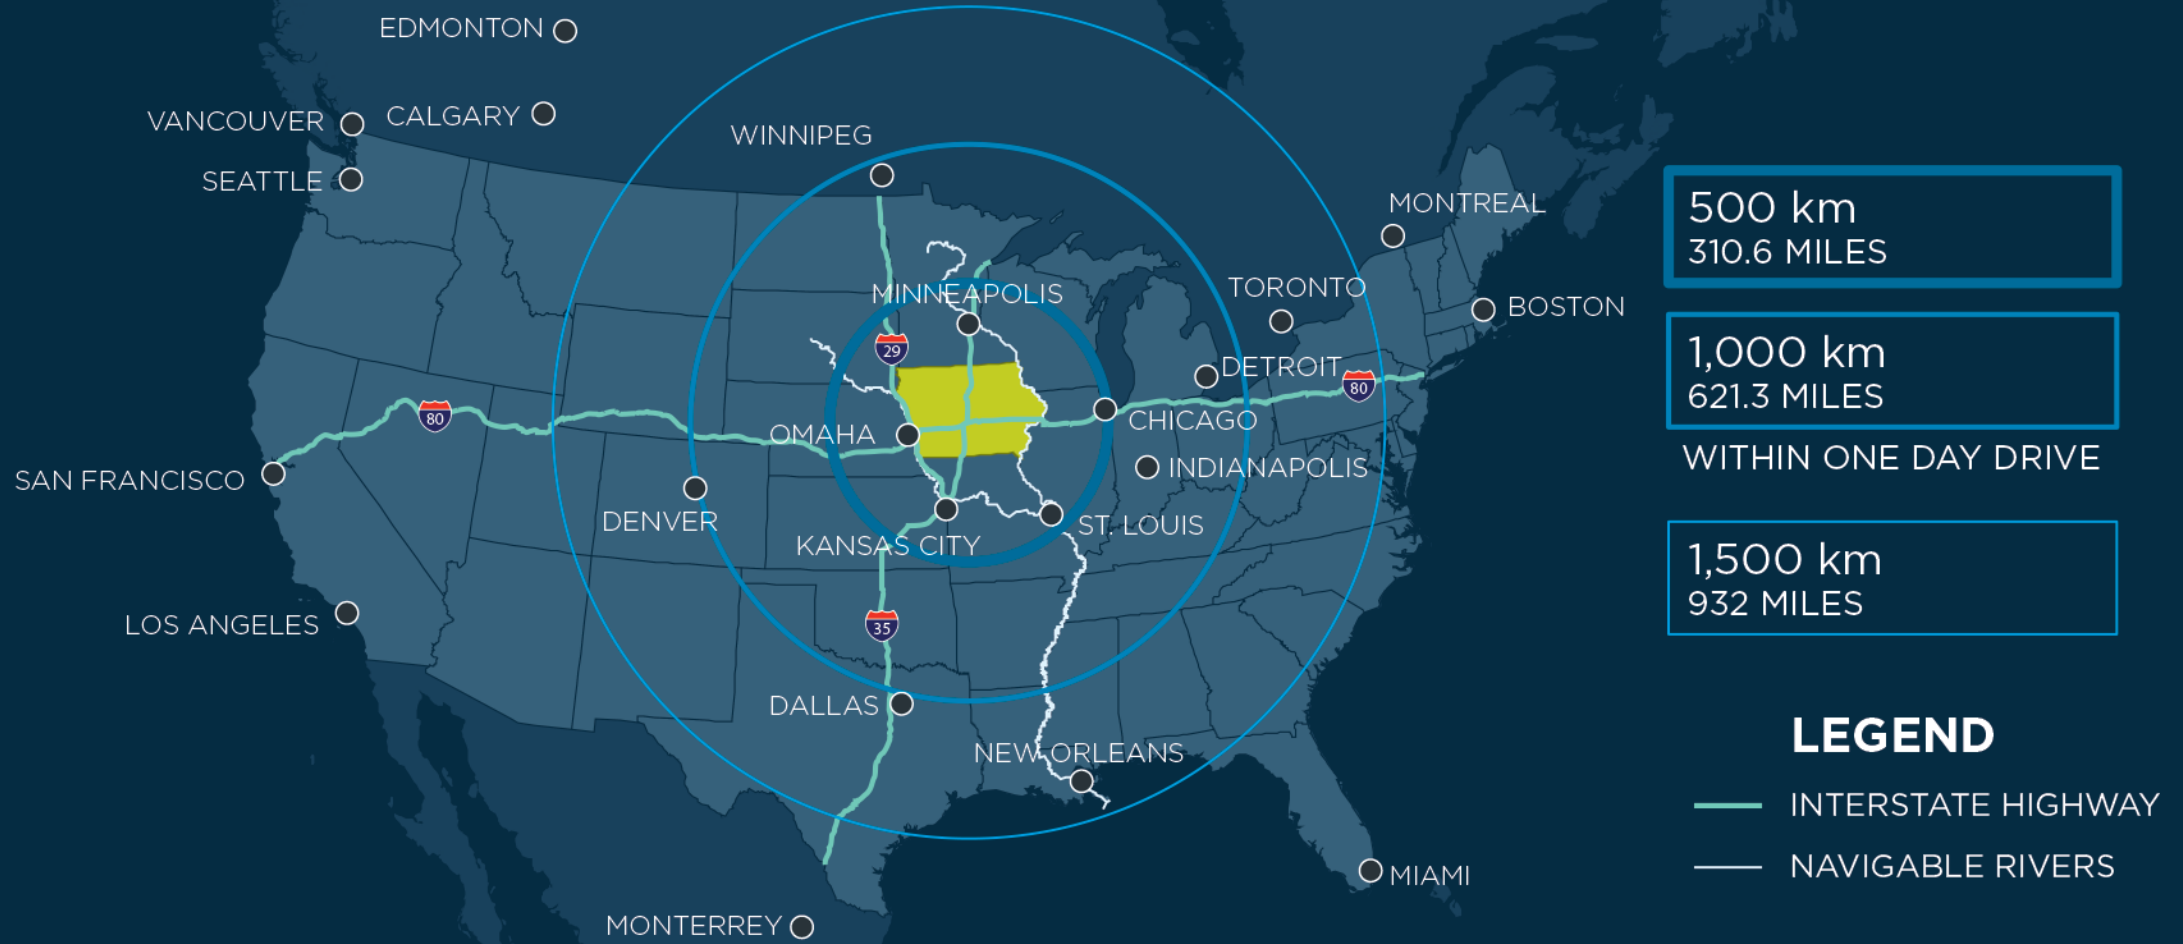 EDMONTON
VANCOUVER
CALGARY
WINNIPEG
SEATTLE
MONTREAL
500 km
310.6 MILES
TORONTO
MINNEAPOLIS
BOSTON
29
1,000 km
621.3 MILES
DETROIT
80
80
CHICAGO
OMAHA
WITHIN ONE DAY DRIVE
INDIANAPOLIS
SAN FRANCISCO
DENVER
ST. LOUIS
KANSAS CITY
1,500 km
932 MILES
LOS ANGELES
35
DALLAS
LEGEND
NEW ORLEANS
INTERSTATE HIGHWAY
NAVIGABLE RIVERS
MIAMI
MONTERREY